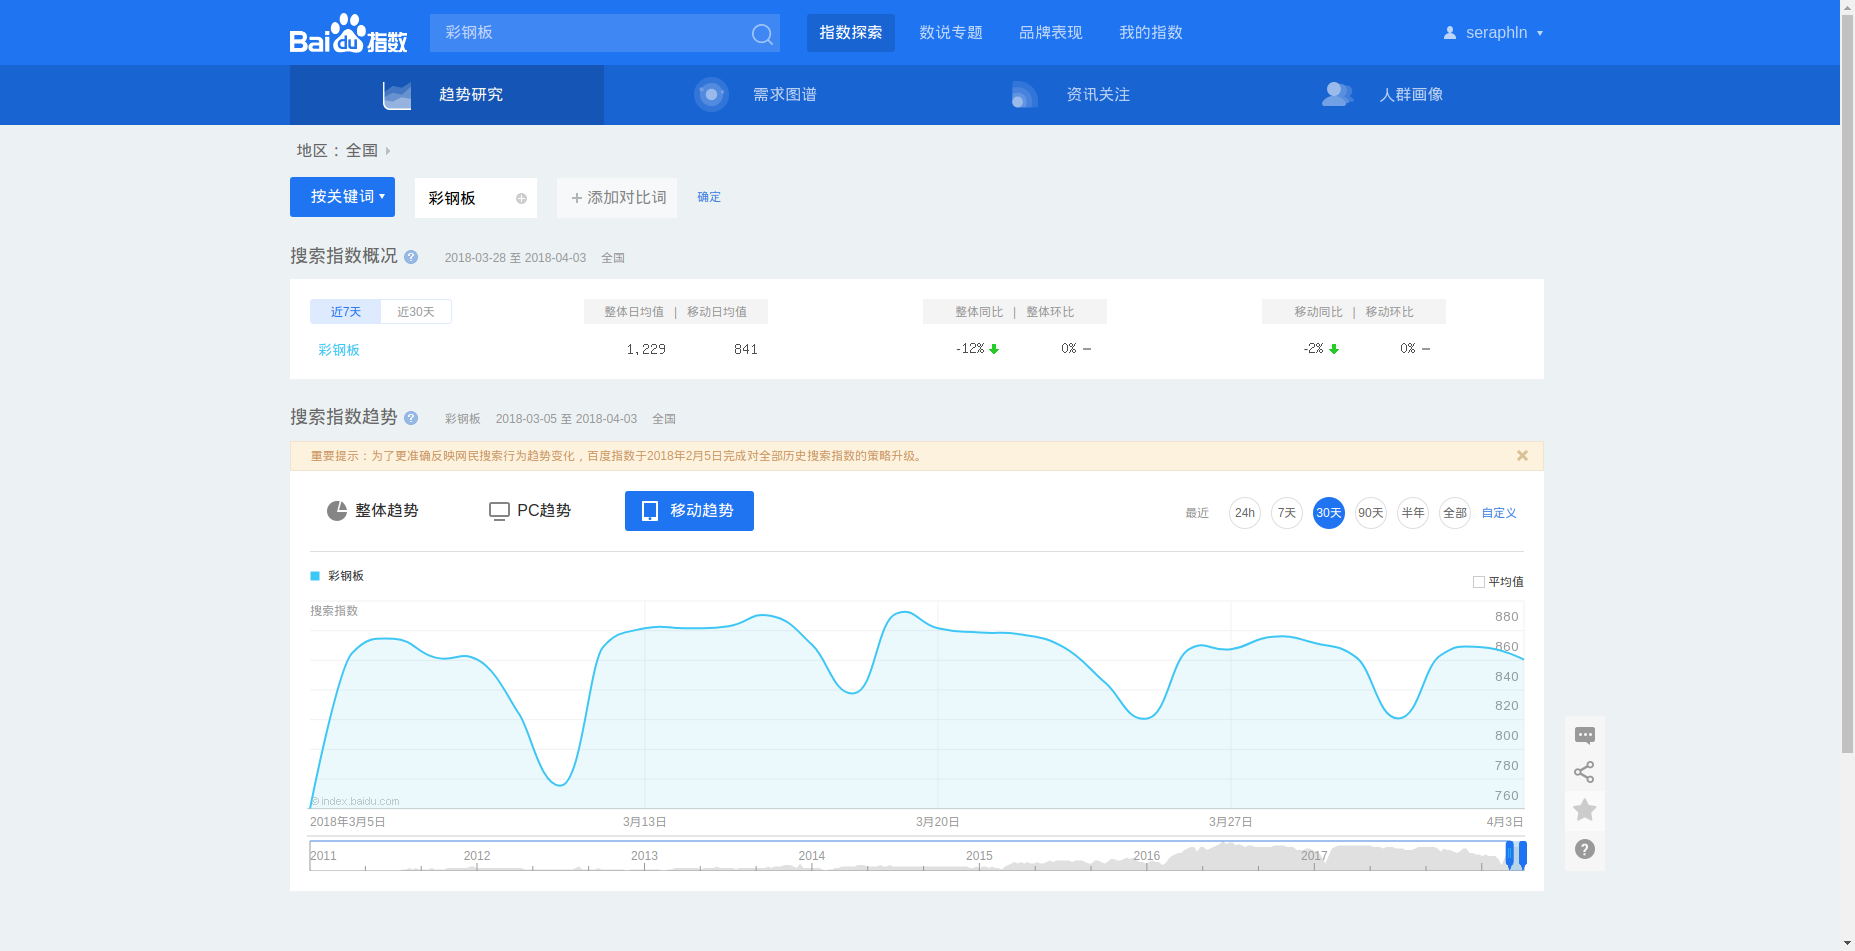 Baidu指数
彩钢板
指数探索 数说专题 品牌表现 我的指数
seraphln
趋势研究 需求图谱 资讯关注 人群画像
地区：全国
按关键词 彩钢板 添加对比词 确定
搜索指数概况 ? 2018-03-28 至 2018-04-03 全国
近7天 近30天 整体日均值 | 移动日均值 整体同比 | 整体环比 移动同比 | 移动环比
彩钢板 1,229 841 -12% 0% -2% 0%
搜索指数趋势 ? 彩钢板 2018-03-05 至 2018-04-03 全国
重要提示：为了更准确反映网民搜索行为趋势变化，百度指数于2018年2月5日完成对全部历史搜索指数的策略升级。
整体趋势 PC趋势 移动趋势 最近 24h 7天 30天 90天 半年 全部 自定义
彩钢板
平均值
搜索指数
880
860
840
820
800
780
760
© index.baidu.com
2018年3月5日 3月13日 3月20日 3月27日 4月3日
2011 2012 2013 2014 2015 2016 2017
?